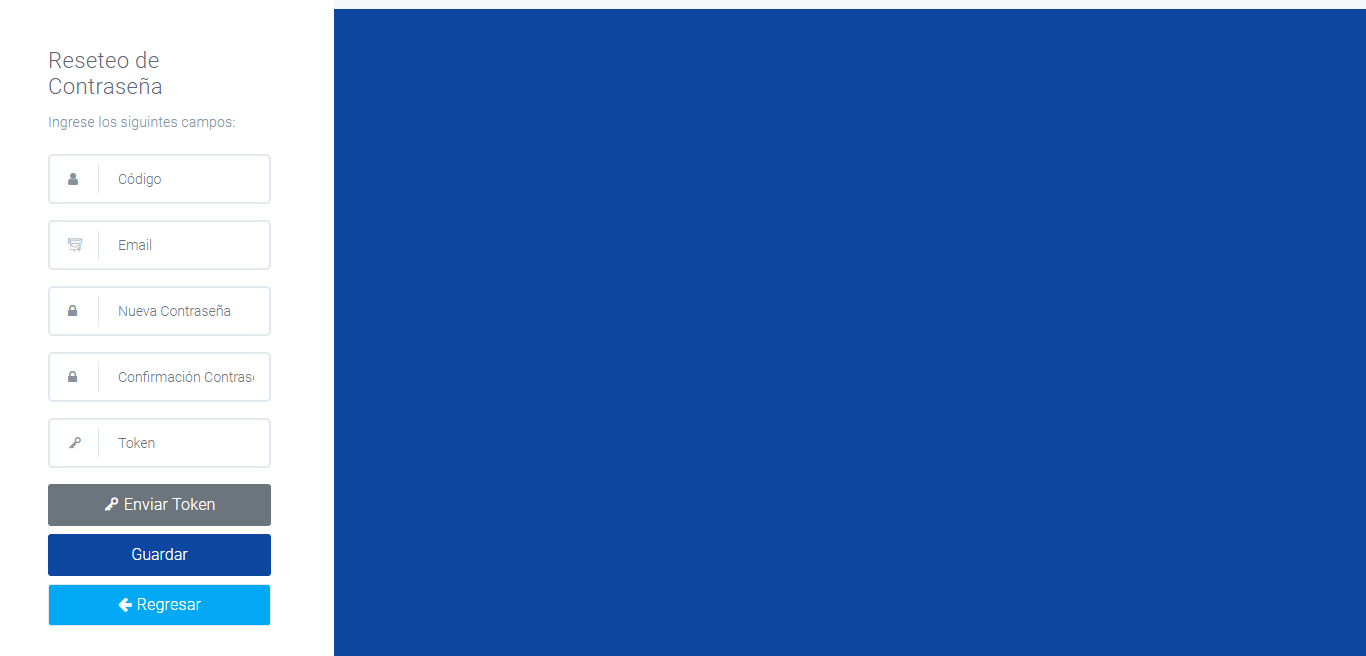 Reseteo de
Contraseña
Ingrese los siguintes campos:
Código
Email
Nueva Contraseña
Confirmación Contras
Token
Enviar Token
Guardar
Regresar